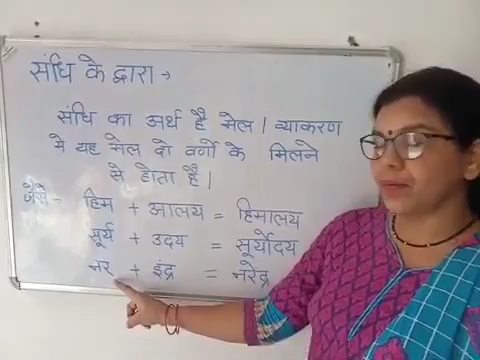 संधि के द्वारा →
संधि का अर्थ है मेल। व्याकरण
मे यह मेल दो वर्णो के मिलने
से होता है।
जैसे - हिम + आलय = हिमालय
सूर्य + उदय = सूर्योदय
नर + इंद्र = नरेंद्र